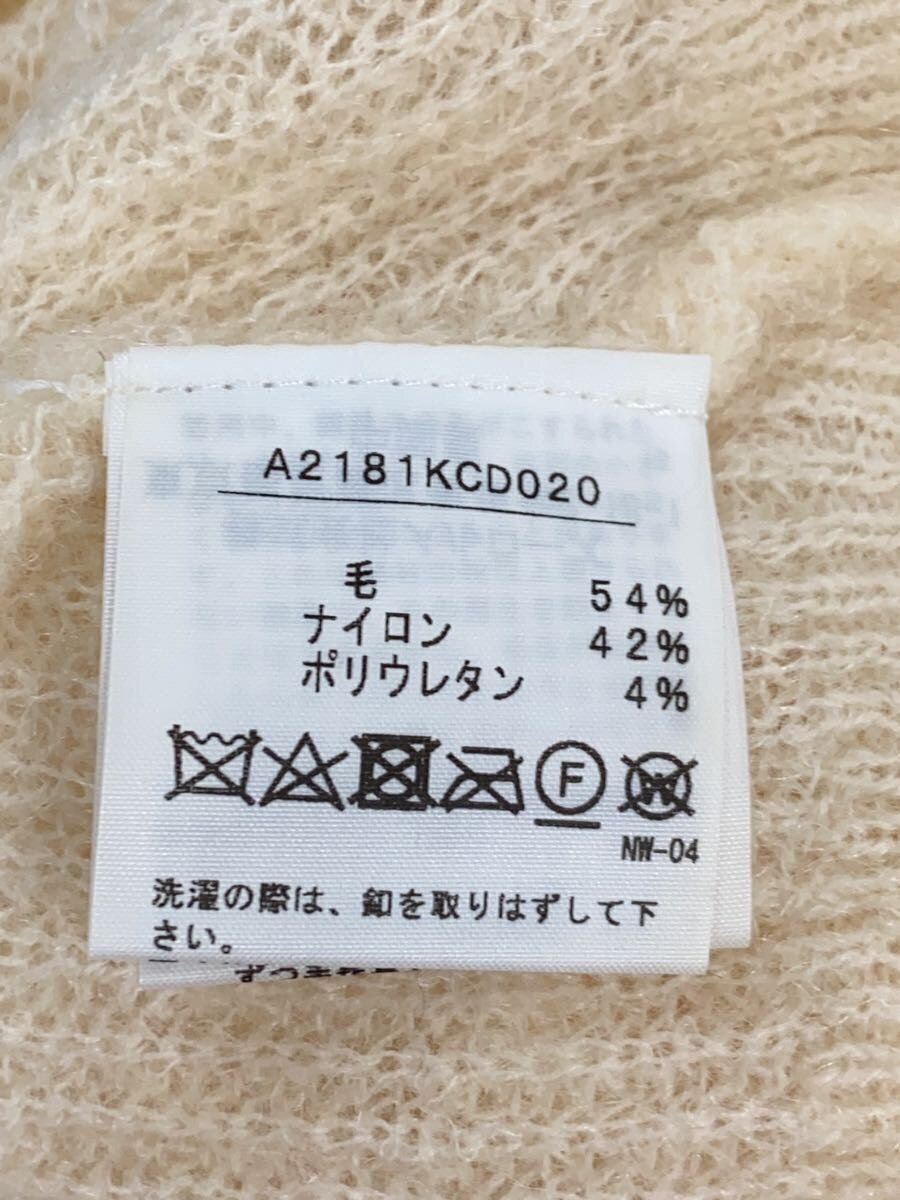 A2181KCD020
毛 54%
ナイロン 42%
ポリウレタン 4%
F
W
NW-04
洗濯の際は、釦を取りはずして下
さい。